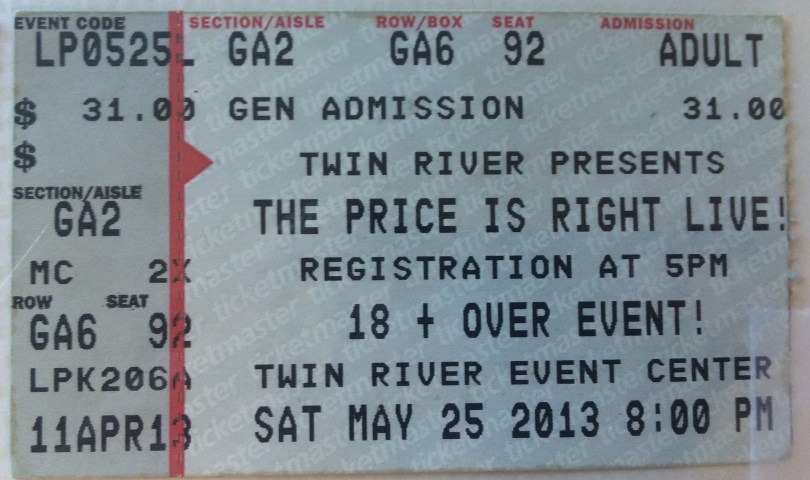 EVENT CODE SECTION/AISLE ROW/BOX SEAT ADMISSION
LP0525L GA2 GA6 92 ADULT
$ 31.00 GEN ADMISSION 31.00
$ TWIN RIVER PRESENTS
SECTION/AISLE
GA2 THE PRICE IS RIGHT LIVE!
MC 2X REGISTRATION AT 5PM
ROW SEAT
GA6 92 18 + OVER EVENT!
LPK206A TWIN RIVER EVENT CENTER
11APR13 SAT MAY 25 2013 8:00 PM
ticketmaster